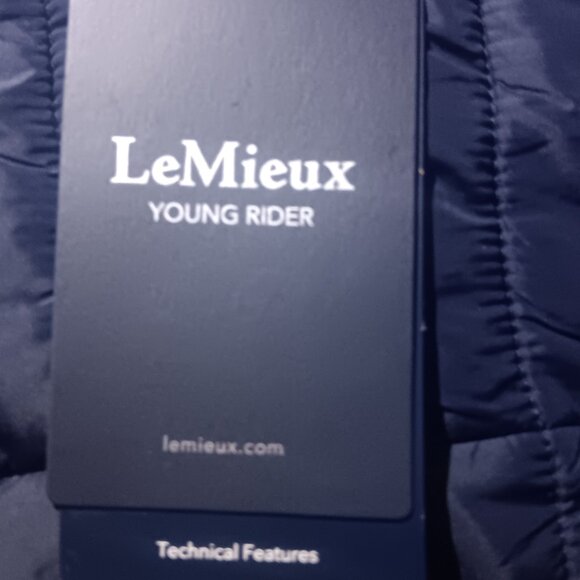 LeMieux
YOUNG RIDER
lemieux.com
Technical Features